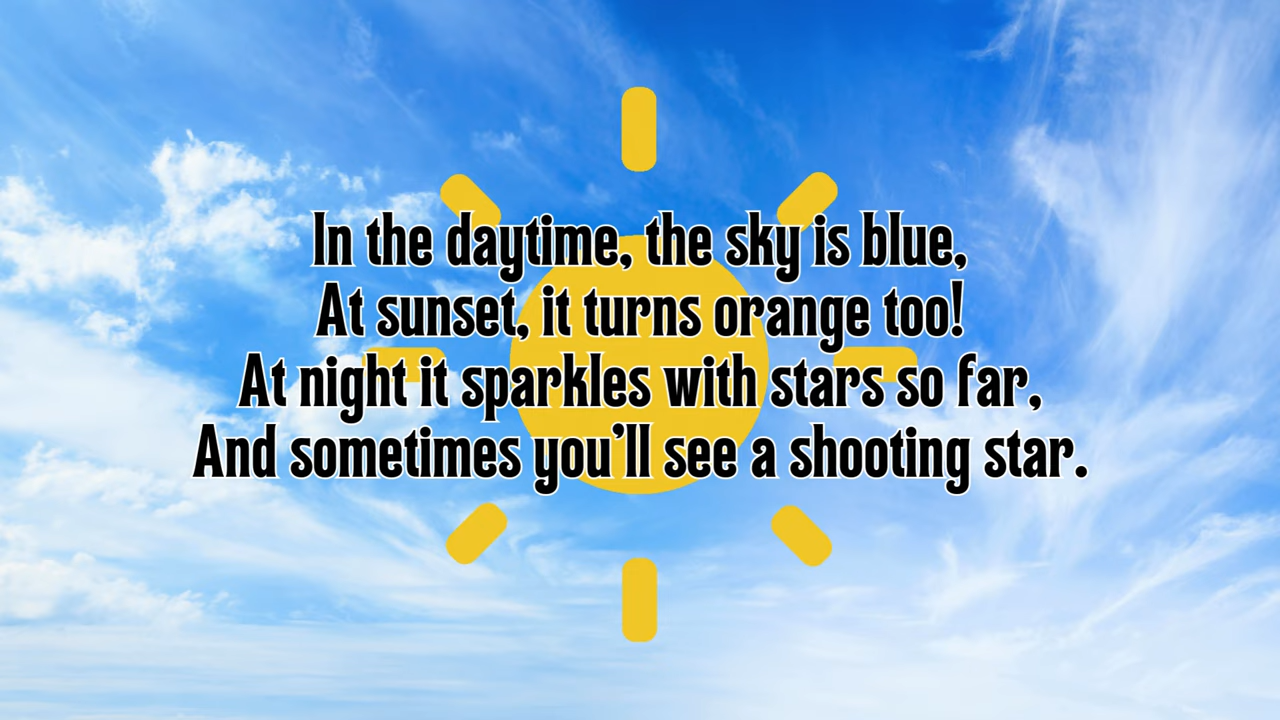 In the daytime, the sky is blue,
At sunset, it turns orange too!
At night it sparkles with stars so far,
And sometimes you’ll see a shooting star.